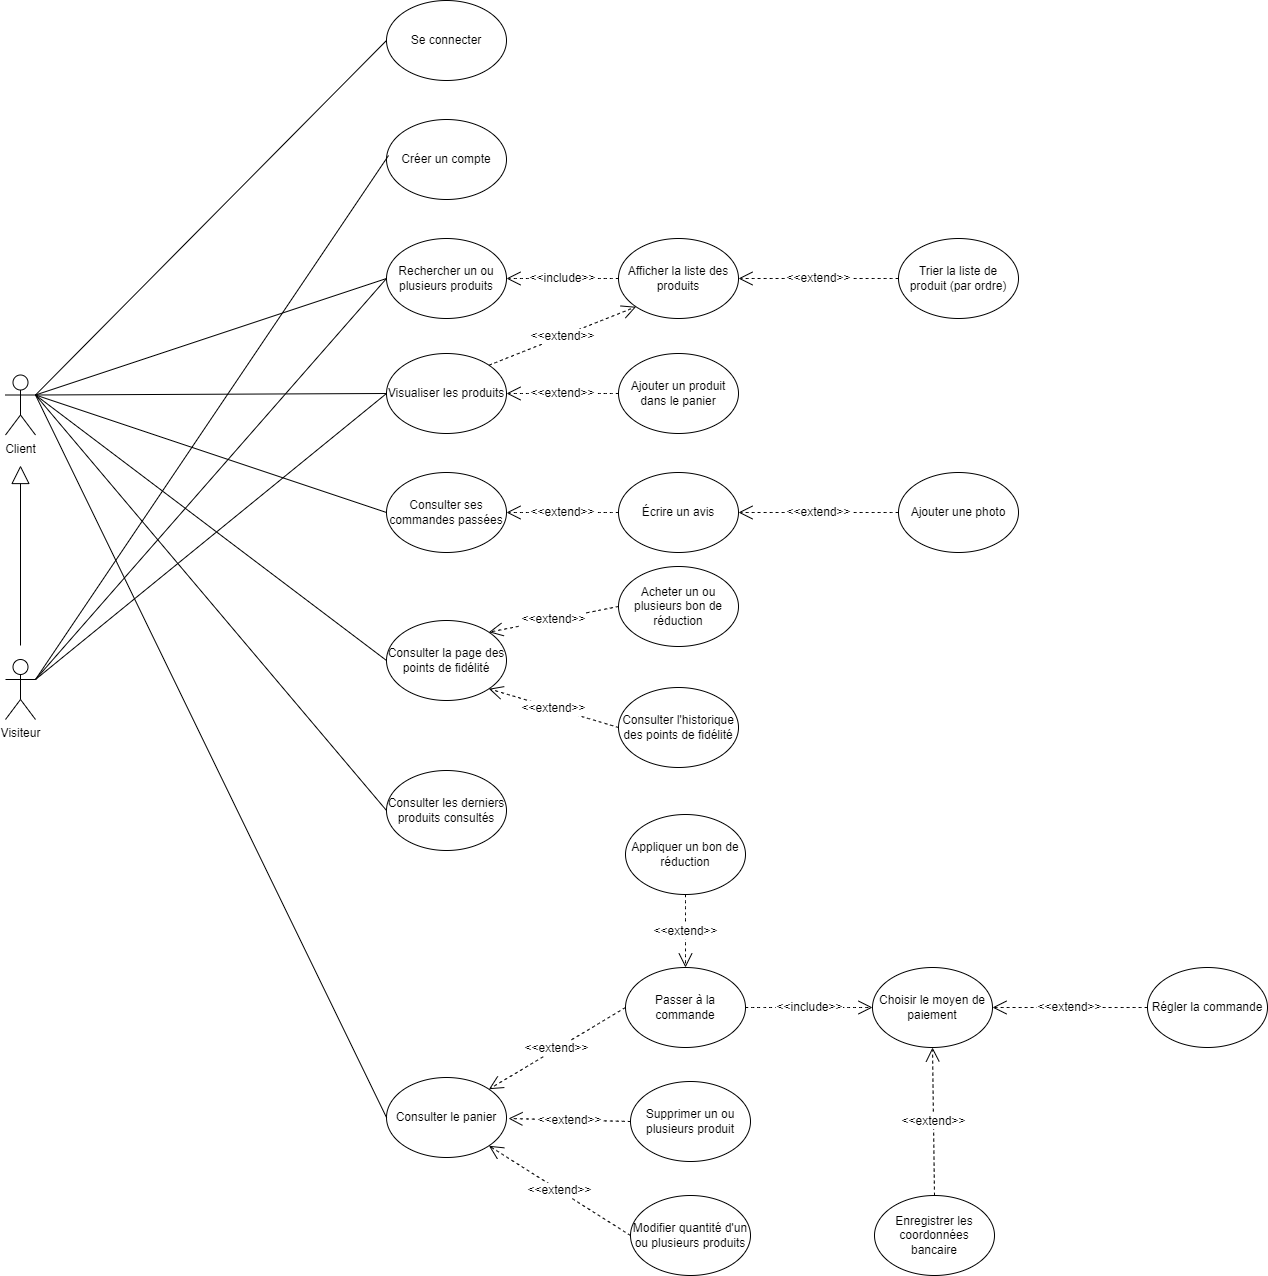 Se connecter
Créer un compte
Rechercher un ou
plusieurs produits
<<include>>
Afficher la liste des
produits
<<extend>>
Trier la liste de
produit (par ordre)
<<extend>>
Visualiser les produits
<<extend>>
Ajouter un produit
dans le panier
Client
Consulter ses
commandes passées
<<extend>>
Écrire un avis
<<extend>>
Ajouter une photo
Acheter un ou
plusieurs bon de
réduction
<<extend>>
Consulter la page des
points de fidélité
<<extend>>
Consulter l'historique
des points de fidélité
Visiteur
Consulter les derniers
produits consultés
Appliquer un bon de
réduction
<<extend>>
Passer à la
commande
<<include>>
Choisir le moyen de
paiement
<<extend>>
Régler la commande
<<extend>>
Consulter le panier
<<extend>>
Supprimer un ou
plusieurs produit
<<extend>>
<<extend>>
Modifier quantité d'un
ou plusieurs produits
Enregistrer les
coordonnées
bancaire